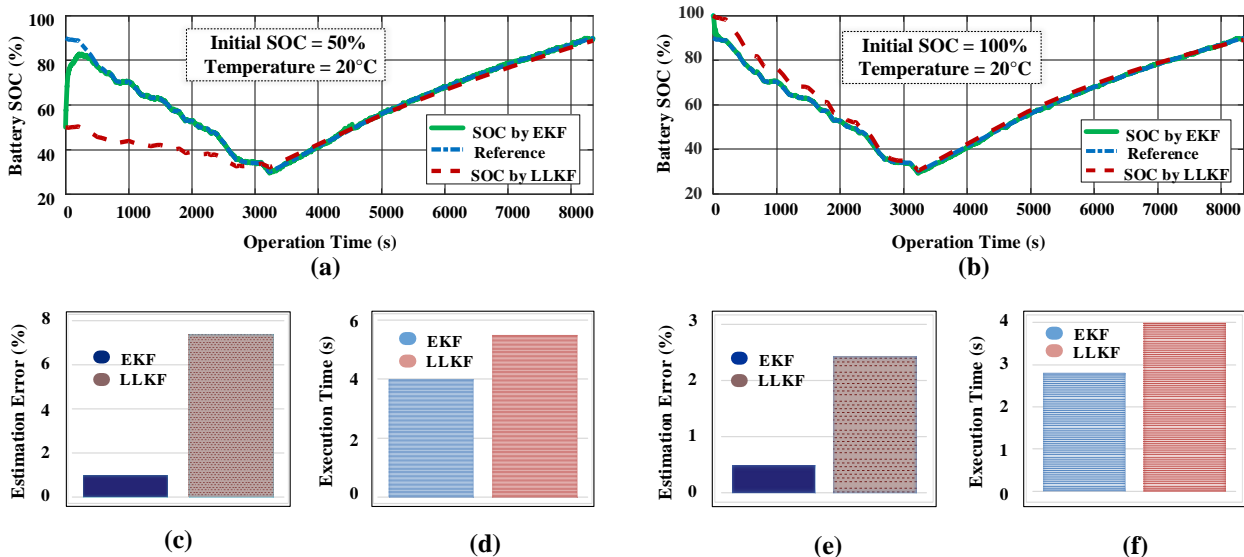 Battery SOC (%)
100
80
60
40
20
Initial SOC = 50%
Temperature = 20°C
SOC by EKF
Reference
SOC by LLKF
0 1000 2000 3000 4000 5000 6000 7000 8000
Operation Time (s)
(a)
Battery SOC (%)
100
80
60
40
20
Initial SOC = 100%
Temperature = 20°C
SOC by EKF
Reference
SOC by LLKF
0 1000 2000 3000 4000 5000 6000 7000 8000
Operation Time (s)
(b)
Estimation Error (%)
8
6
4
2
0
EKF
LLKF
(c)
Execution Time (s)
6
4
2
0
EKF
LLKF
(d)
Estimation Error (%)
3
2
1
0
EKF
LLKF
(e)
Execution Time (s)
4
3
2
1
0
EKF
LLKF
(f)